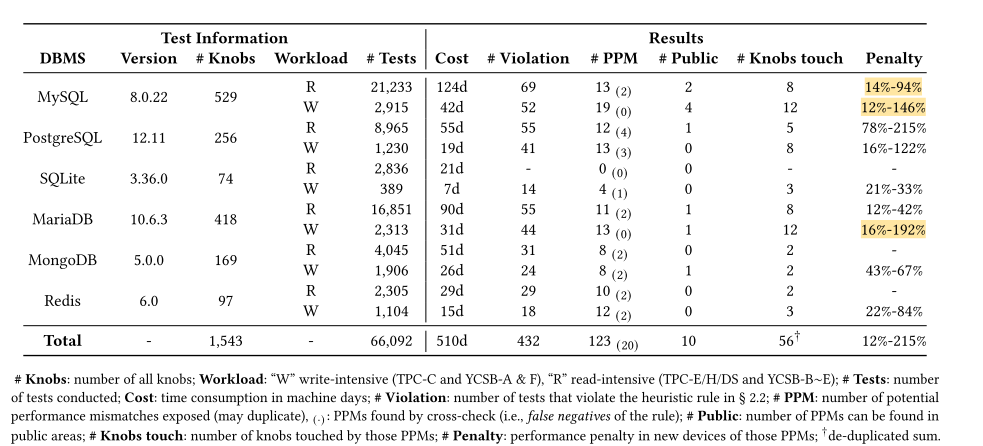 Test Information Results
DBMS Version # Knobs Workload # Tests Cost # Violation # PPM # Public # Knobs touch Penalty
MySQL 8.0.22 529 R 21,233 124d 69 13 (2) 2 8 14%-94%
W 2,915 42d 52 19 (0) 4 12 12%-146%
PostgreSQL 12.11 256 R 8,965 55d 55 12 (4) 1 5 78%-215%
W 1,230 19d 41 13 (3) 0 8 16%-122%
SQLite 3.36.0 74 R 2,836 21d - 0 (0) 0 - -
W 389 7d 14 4 (1) 0 3 21%-33%
MariaDB 10.6.3 418 R 16,851 90d 55 11 (2) 1 8 12%-42%
W 2,313 31d 44 13 (0) 1 12 16%-192%
MongoDB 5.0.0 169 R 4,045 51d 31 8 (2) 0 2 -
W 1,906 26d 24 8 (2) 1 2 43%-67%
Redis 6.0 97 R 2,305 29d 29 10 (2) 0 2 -
W 1,104 15d 18 12 (2) 0 3 22%-84%
Total - 1,543 - 66,092 510d 432 123 (20) 10 56† 12%-215%
# Knobs: number of all knobs; Workload: “W” write-intensive (TPC-C and YCSB-A & F), “R” read-intensive (TPC-E/H/DS and YCSB-B~E); # Tests: number
of tests conducted; Cost: time consumption in machine days; # Violation: number of tests that violate the heuristic rule in § 2.2; # PPM: number of potential
performance mismatches exposed (may duplicate), (·): PPMs found by cross-check (i.e., false negatives of the rule); # Public: number of PPMs can be found in
public areas; # Knobs touch: number of knobs touched by those PPMs; # Penalty: performance penalty in new devices of those PPMs; †de-duplicated sum.